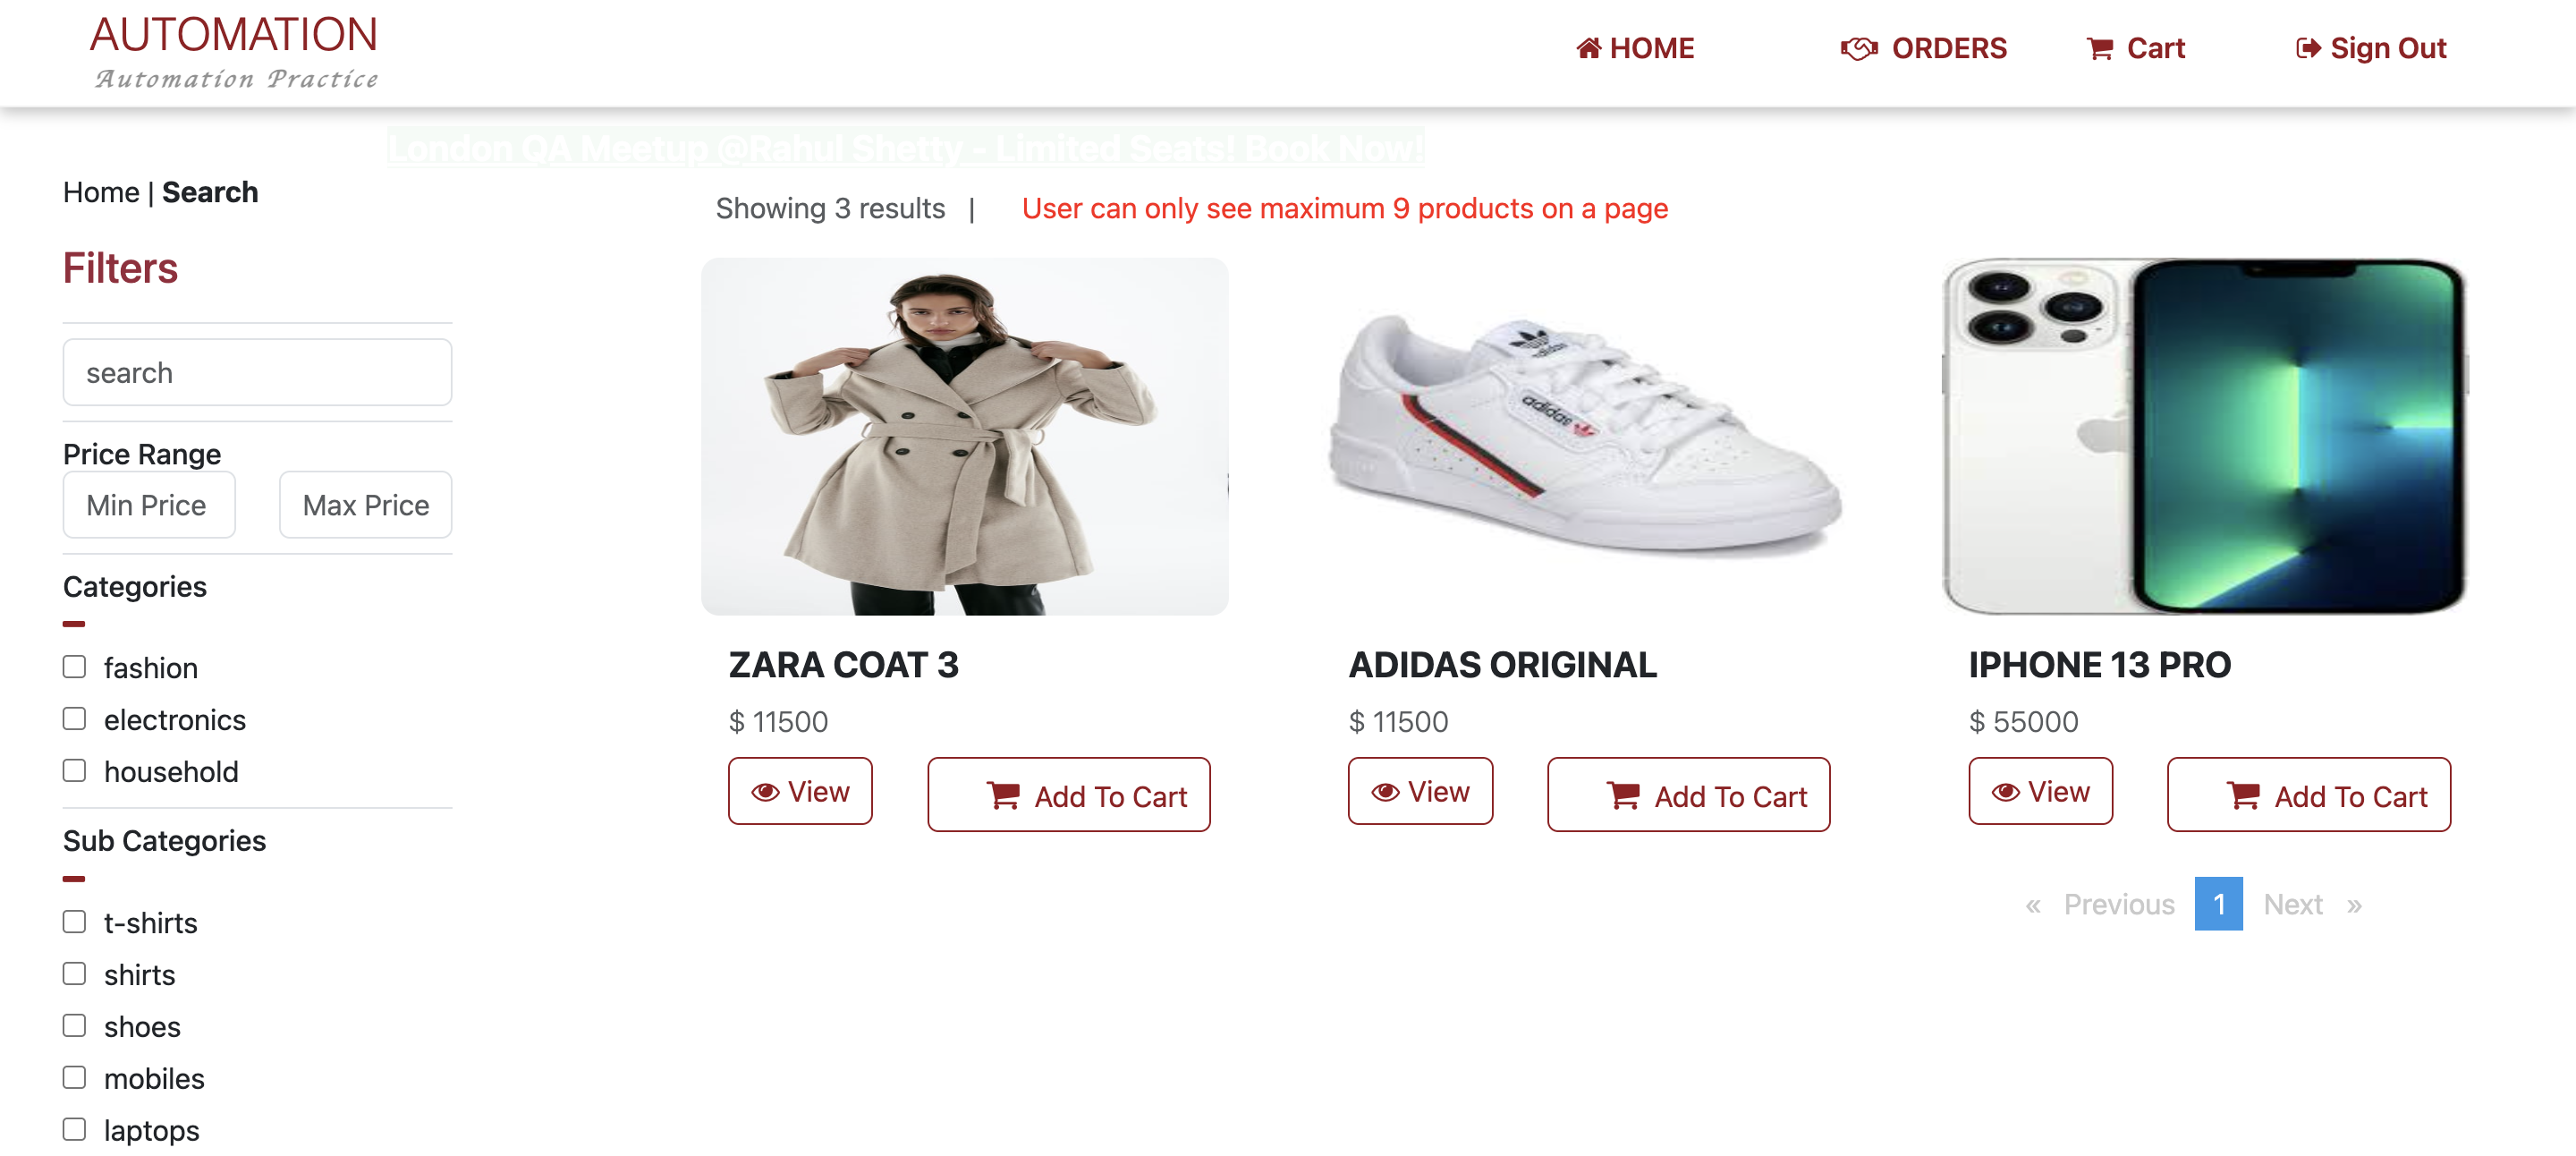 AUTOMATION
Automation Practice
HOME
ORDERS
Cart
Sign Out
London QA Meetup @Rahul Shetty - Limited Seats! Book Now!
Home | Search
Showing 3 results |
User can only see maximum 9 products on a page
Filters
search
Price Range
Min Price
Max Price
Categories
fashion
electronics
household
Sub Categories
t-shirts
shirts
shoes
mobiles
laptops
adidas
adidas
ZARA COAT 3
$ 11500
View
Add To Cart
ADIDAS ORIGINAL
$ 11500
View
Add To Cart
IPHONE 13 PRO
$ 55000
View
Add To Cart
« Previous 1 Next »